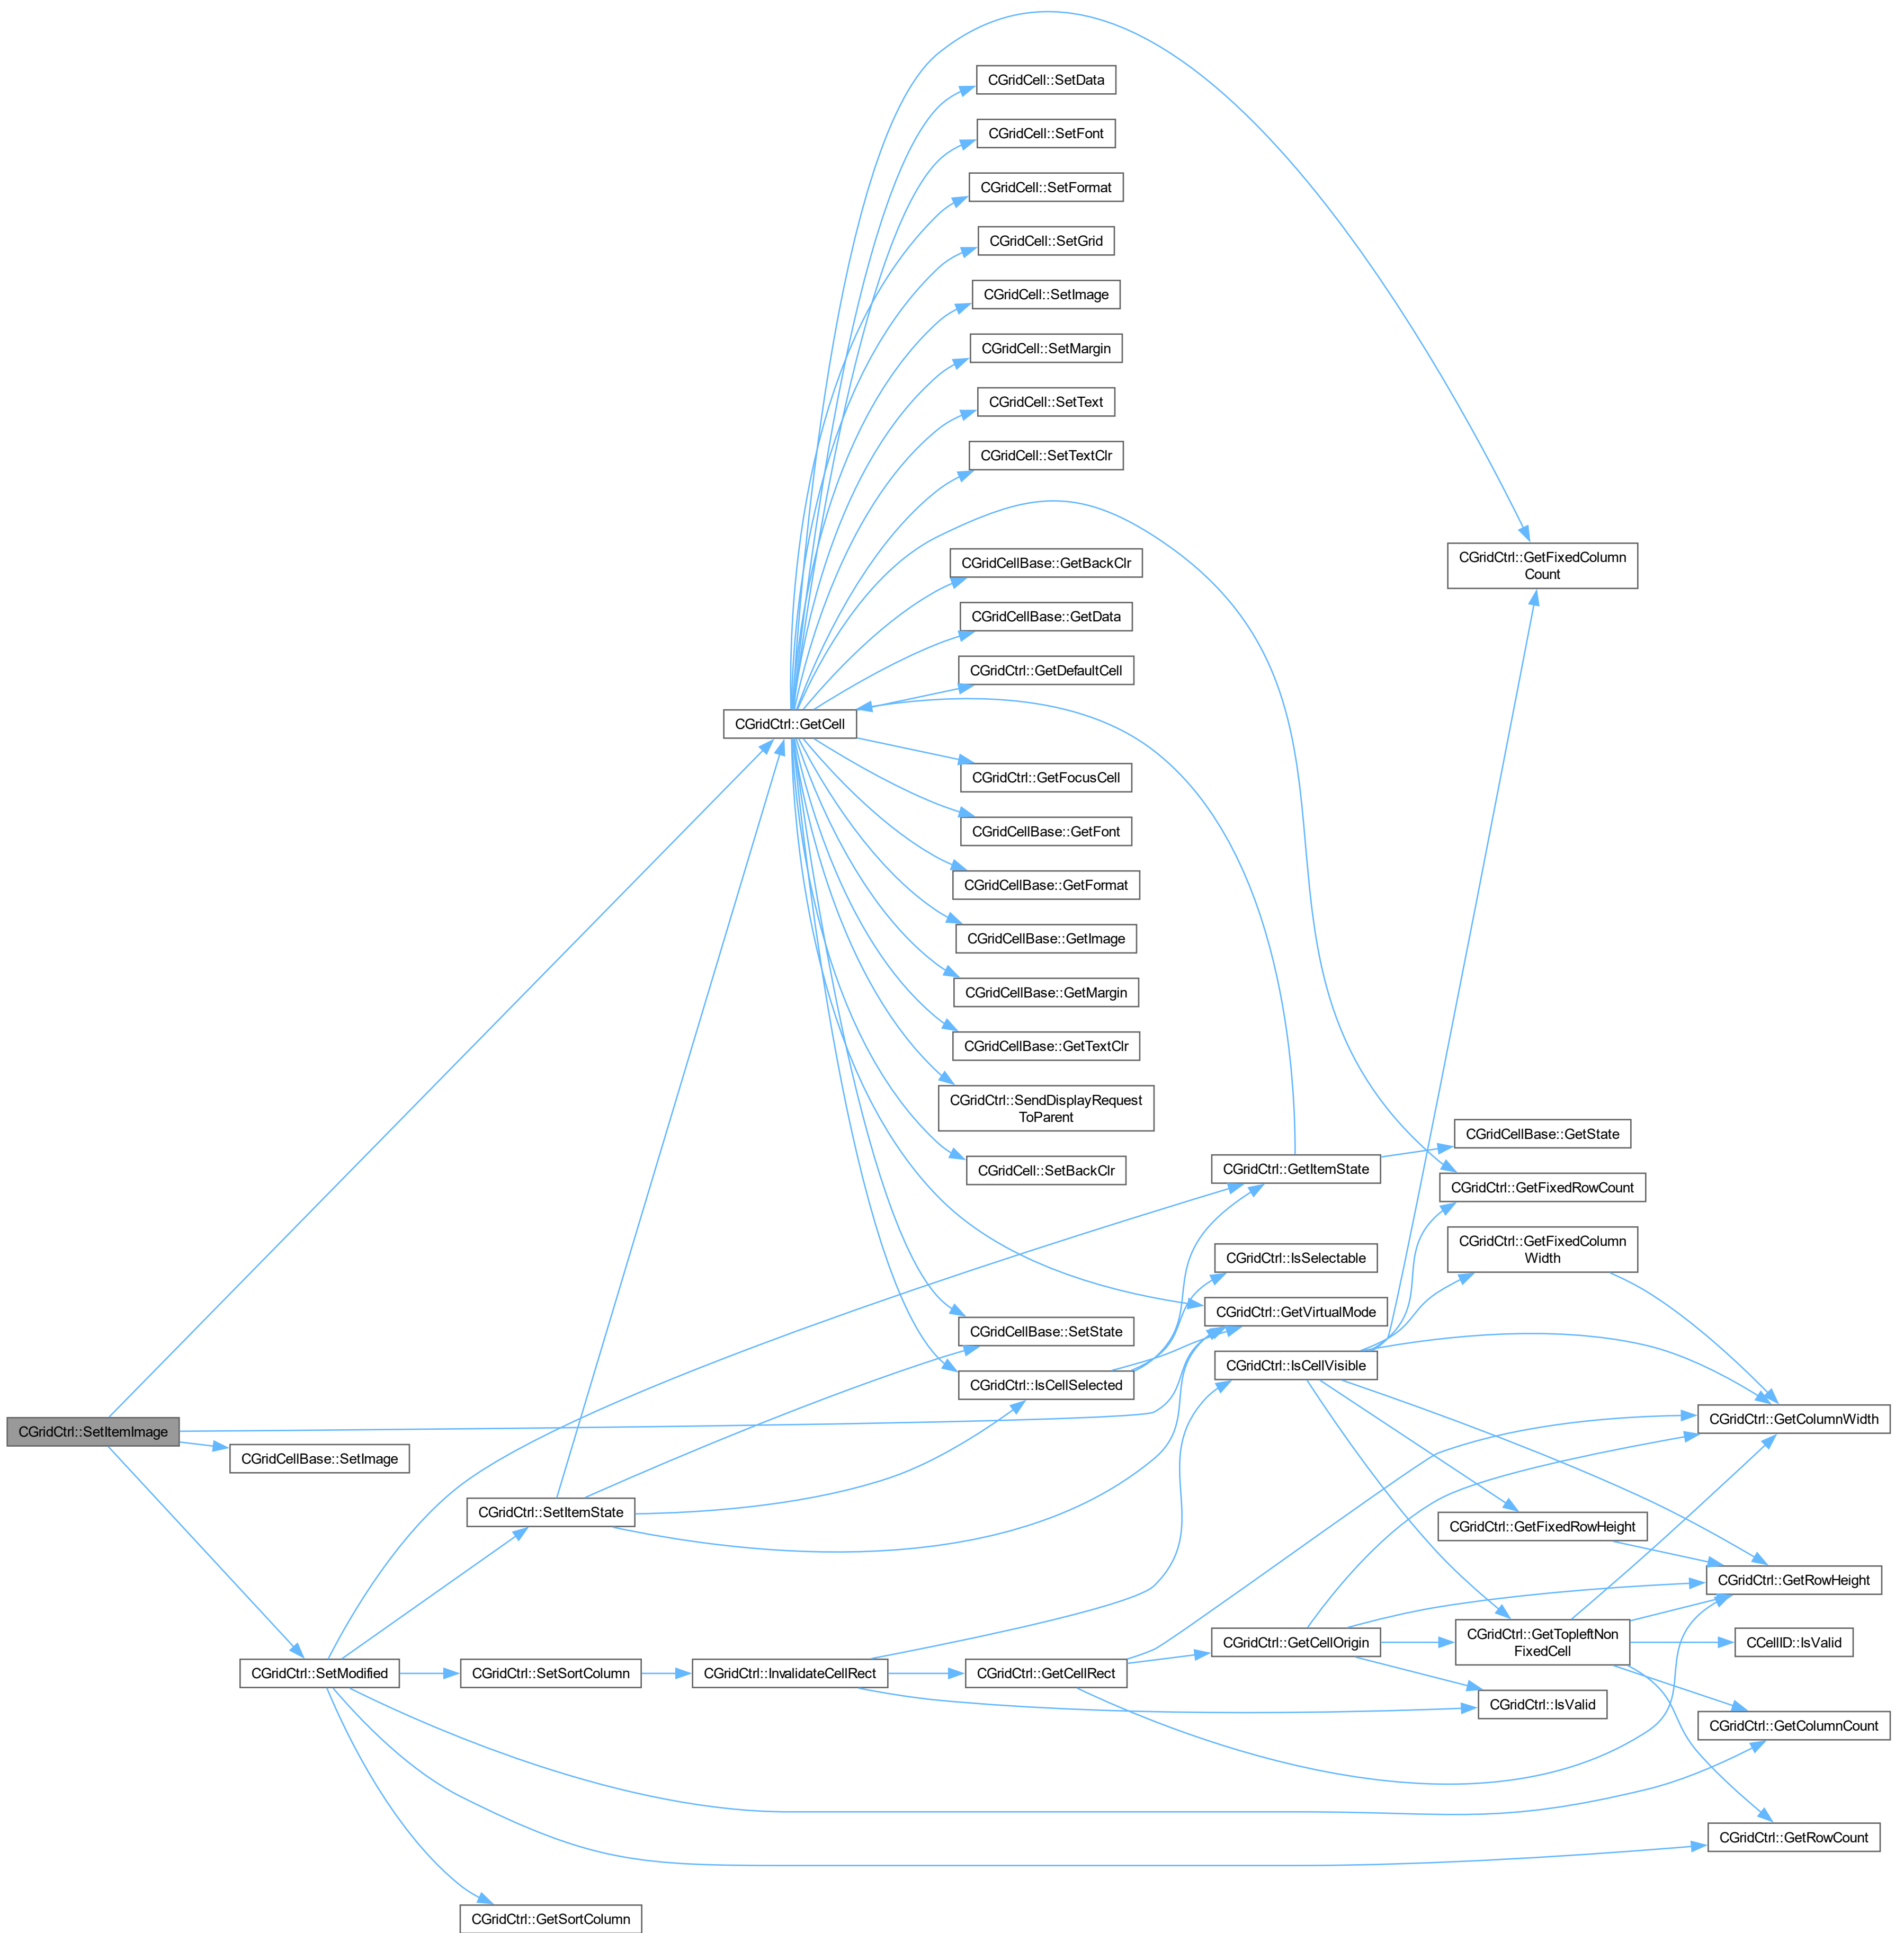 CGridCell::SetData
CGridCell::SetFont
CGridCell::SetFormat
CGridCell::SetGrid
CGridCell::SetImage
CGridCell::SetMargin
CGridCell::SetText
CGridCell::SetTextClr
CGridCtrl::GetFixedColumn
Count
CGridCellBase::GetBackClr
CGridCellBase::GetData
CGridCtrl::GetDefaultCell
CGridCtrl::GetCell
CGridCtrl::GetFocusCell
CGridCellBase::GetFont
CGridCellBase::GetFormat
CGridCellBase::GetImage
CGridCellBase::GetMargin
CGridCellBase::GetTextClr
CGridCtrl::SendDisplayRequest
ToParent
CGridCellBase::GetState
CGridCell::SetBackClr
CGridCtrl::GetItemState
CGridCtrl::GetFixedRowCount
CGridCtrl::IsSelectable
CGridCtrl::GetFixedColumn
Width
CGridCtrl::GetVirtualMode
CGridCellBase::SetState
CGridCtrl::IsCellVisible
CGridCtrl::IsCellSelected
CGridCtrl::GetColumnWidth
CGridCtrl::SetItemImage
CGridCellBase::SetImage
CGridCtrl::SetItemState
CGridCtrl::GetFixedRowHeight
CGridCtrl::GetRowHeight
CGridCtrl::GetCellOrigin
CGridCtrl::GetTopleftNon
FixedCell
CCellID::IsValid
CGridCtrl::SetModified
CGridCtrl::SetSortColumn
CGridCtrl::InvalidateCellRect
CGridCtrl::GetCellRect
CGridCtrl::IsValid
CGridCtrl::GetColumnCount
CGridCtrl::GetRowCount
CGridCtrl::GetSortColumn